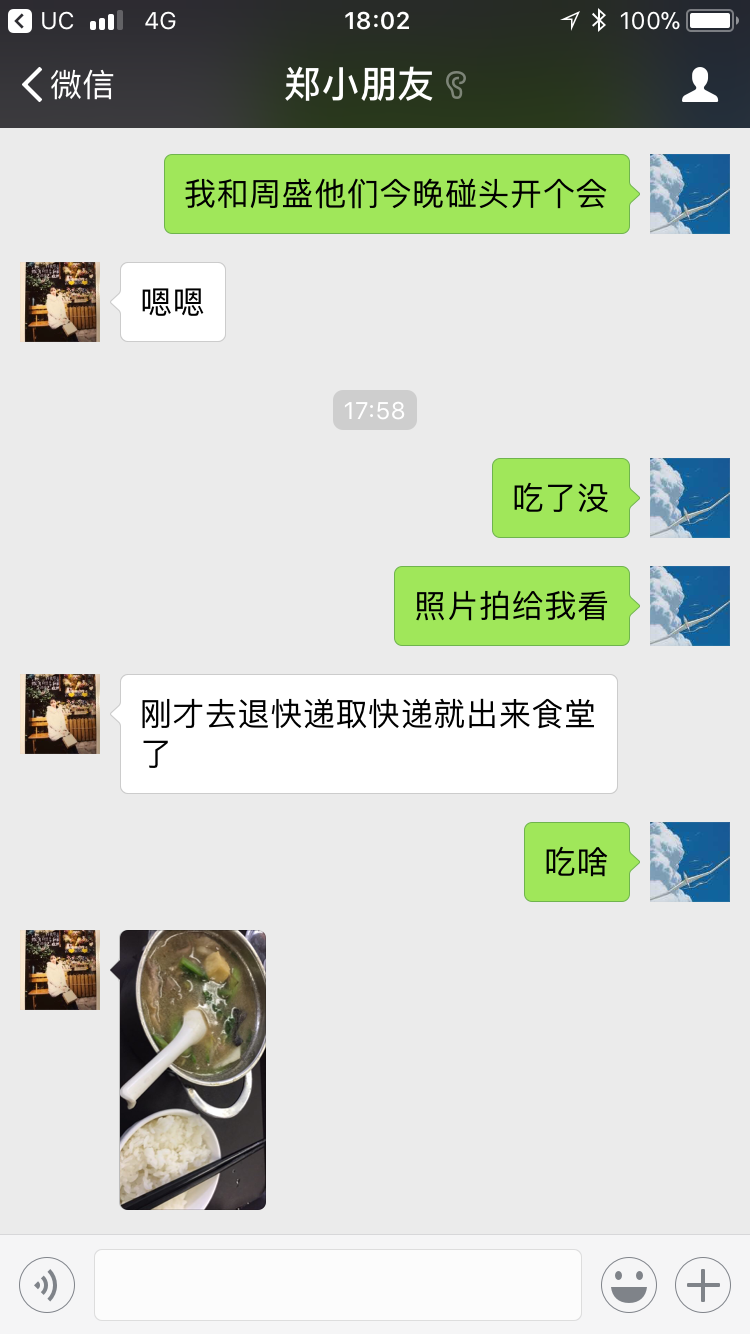 UC 4G 18:02 100%
微信 郑小朋友
我和周盛他们今晚碰头开个会
嗯嗯
17:58
吃了没
照片拍给我看
刚才去退快递取快递就出来食堂
了
吃啥